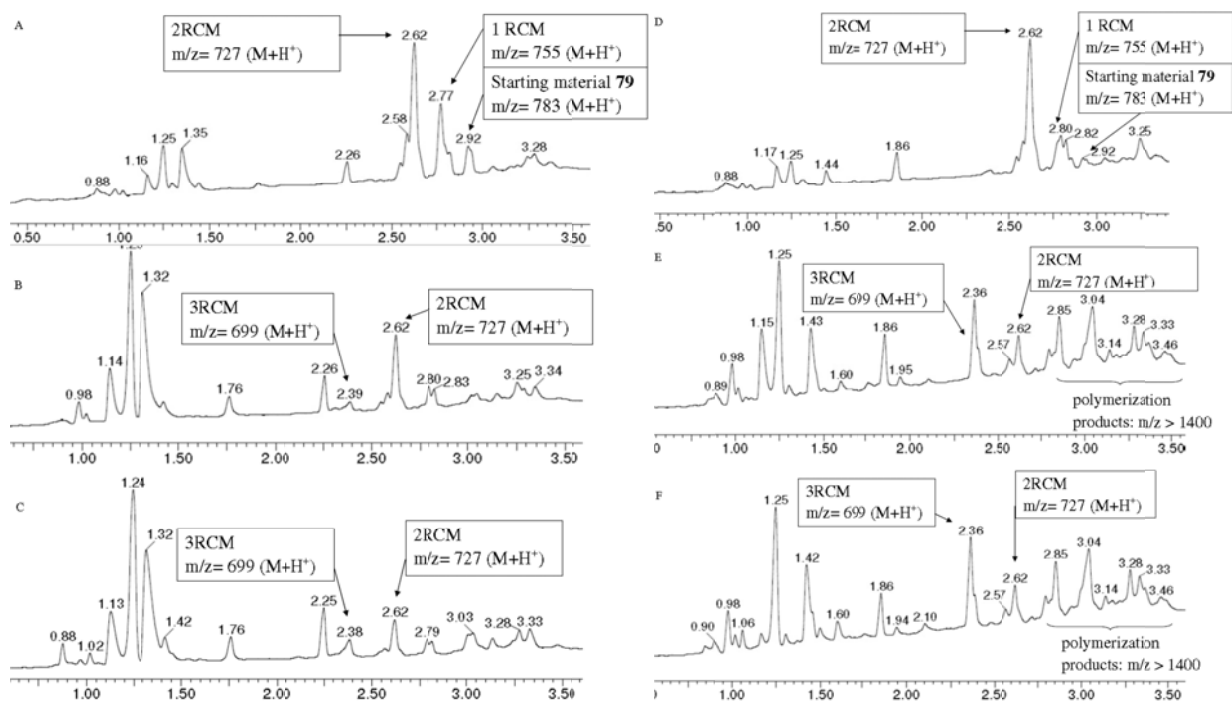 A
2RCM
m/z= 727 (M+H⁺)
1 RCM
m/z= 755 (M+H⁺)
Starting material 79
m/z= 783 (M+H⁺)
0.88
1.16
1.25
1.35
2.26
2.58
2.62
2.77
2.92
3.28
0.50 1.00 1.50 2.00 2.50 3.00 3.50
B
3RCM
m/z= 699 (M+H⁺)
2RCM
m/z= 727 (M+H⁺)
0.98
1.14
1.32
1.76
2.26
2.39
2.62
2.80
2.83
3.25
3.34
1.00 1.50 2.00 2.50 3.00 3.50
C
3RCM
m/z= 699 (M+H⁺)
2RCM
m/z= 727 (M+H⁺)
0.88
1.02
1.13
1.24
1.32
1.42
1.76
2.25
2.38
2.62
2.79
3.03
3.28
3.33
1.00 1.50 2.00 2.50 3.00 3.50
D
2RCM
m/z= 727 (M+H⁺)
1 RCM
m/z= 755 (M+H⁺)
Starting material 79
m/z= 783 (M+H⁺)
0.88
1.17
1.25
1.44
1.86
2.62
2.80
2.82
2.92
3.25
0.50 1.00 1.50 2.00 2.50 3.00
E
3RCM
m/z= 699 (M+H⁺)
2RCM
m/z= 727 (M+H⁺)
0.89
0.98
1.15
1.25
1.43
1.60
1.86
1.95
2.36
2.57
2.62
2.85
3.04
3.14
3.28
3.33
3.46
polymerization
products: m/z > 1400
0 1.00 1.50 2.00 2.50 3.00 3.50
F
3RCM
m/z= 699 (M+H⁺)
2RCM
m/z= 727 (M+H⁺)
0.90
0.98
1.06
1.25
1.42
1.60
1.86
1.94
2.10
2.36
2.57
2.62
2.85
3.04
3.14
3.28
3.33
3.46
polymerization
products: m/z > 1400
0 1.00 1.50 2.00 2.50 3.00 3.50